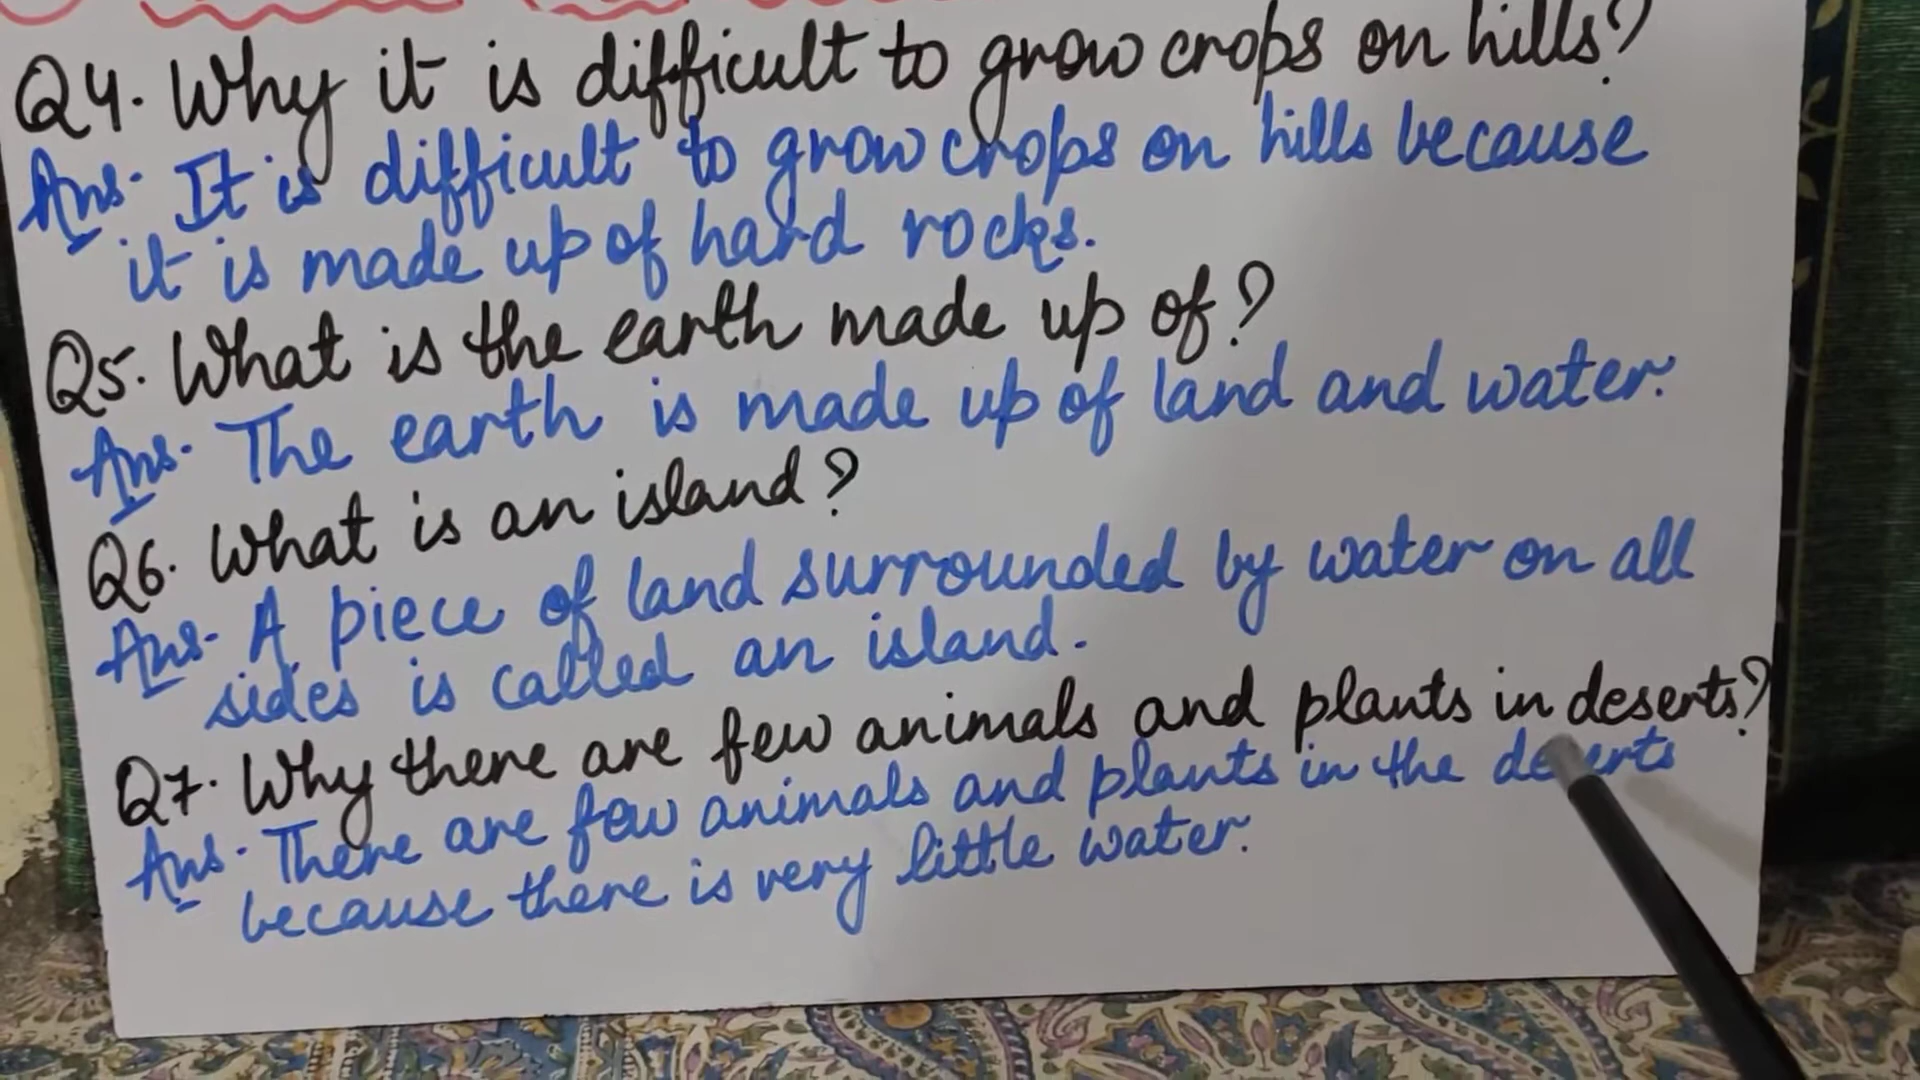 Q4. Why it is difficult to grow crops on hills?
Ans. It is difficult to grow crops on hills because
it is made up of hard rocks.
Q5. What is the earth made up of?
Ans. The earth is made up of land and water.
Q6. What is an island?
Ans. A piece of land surrounded by water on all
sides is called an island.
Q7. Why there are few animals and plants in deserts?
Ans. There are few animals and plants in the deserts
because there is very little water.